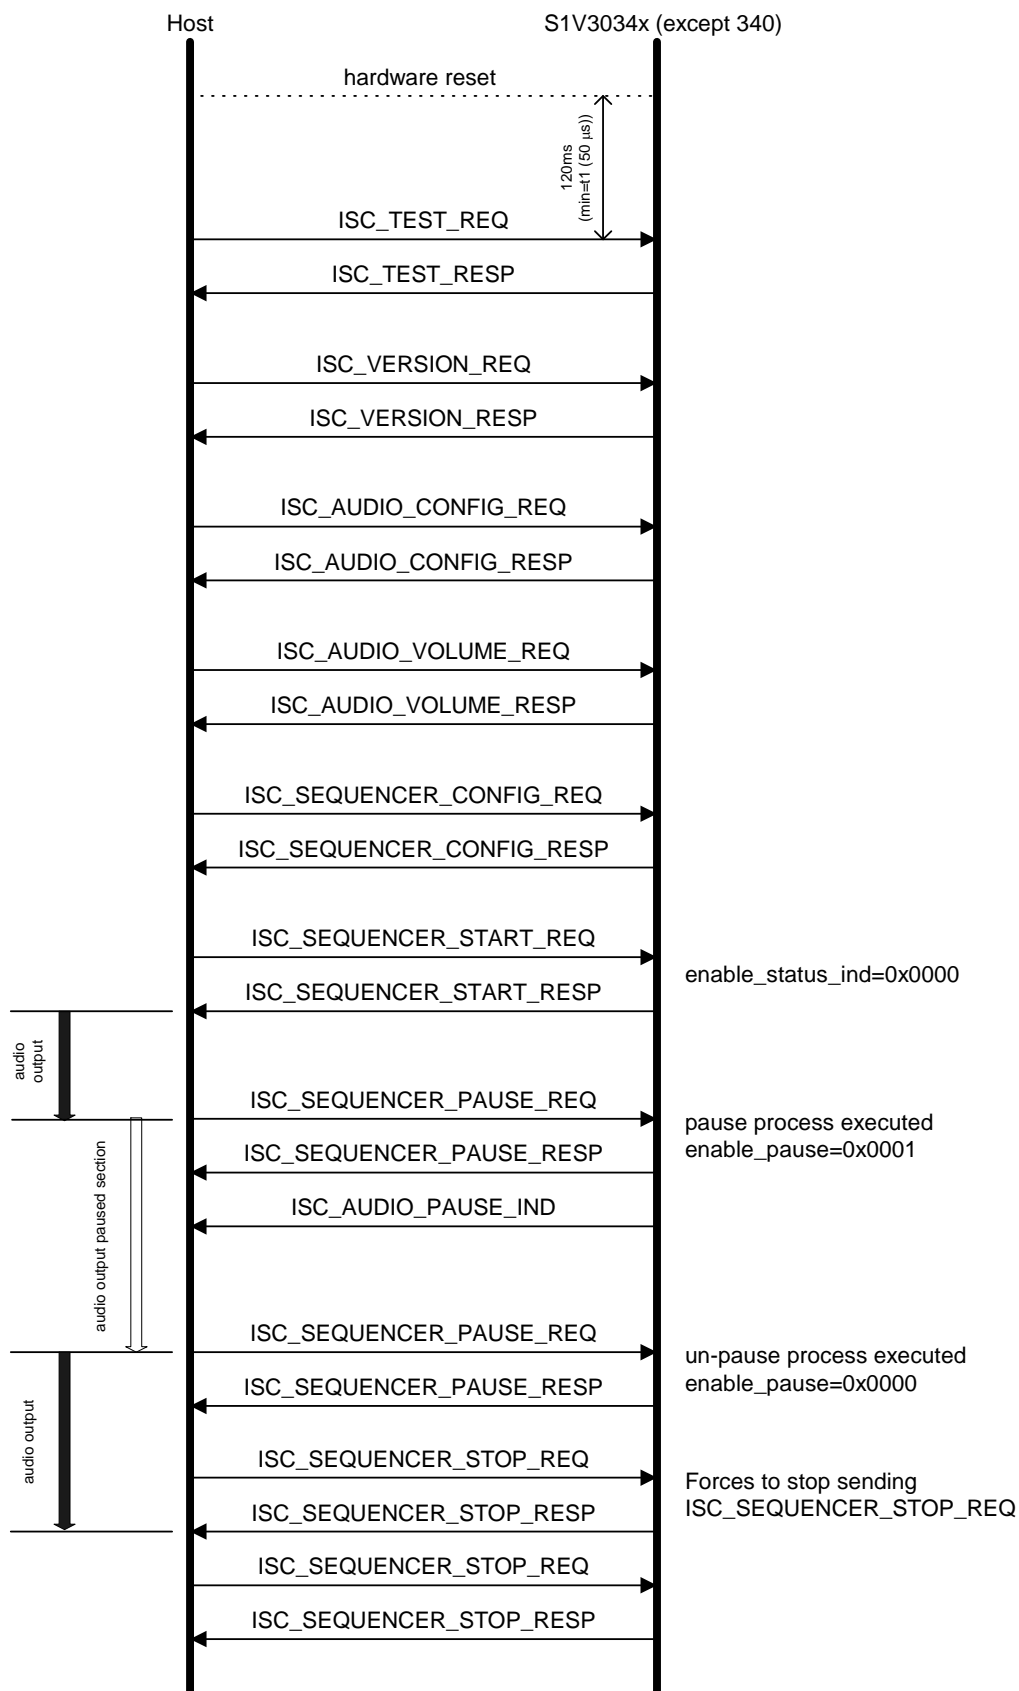 Host
S1V3034x (except 340)
hardware reset
120ms
(min=t1 (50 µs))
ISC_TEST_REQ
ISC_TEST_RESP
ISC_VERSION_REQ
ISC_VERSION_RESP
ISC_AUDIO_CONFIG_REQ
ISC_AUDIO_CONFIG_RESP
ISC_AUDIO_VOLUME_REQ
ISC_AUDIO_VOLUME_RESP
ISC_SEQUENCER_CONFIG_REQ
ISC_SEQUENCER_CONFIG_RESP
ISC_SEQUENCER_START_REQ
enable_status_ind=0x0000
ISC_SEQUENCER_START_RESP
audio
output
ISC_SEQUENCER_PAUSE_REQ
pause process executed
enable_pause=0x0001
ISC_SEQUENCER_PAUSE_RESP
ISC_AUDIO_PAUSE_IND
audio output paused section
ISC_SEQUENCER_PAUSE_REQ
un-pause process executed
enable_pause=0x0000
ISC_SEQUENCER_PAUSE_RESP
audio output
ISC_SEQUENCER_STOP_REQ
Forces to stop sending
ISC_SEQUENCER_STOP_REQ
ISC_SEQUENCER_STOP_RESP
ISC_SEQUENCER_STOP_REQ
ISC_SEQUENCER_STOP_RESP